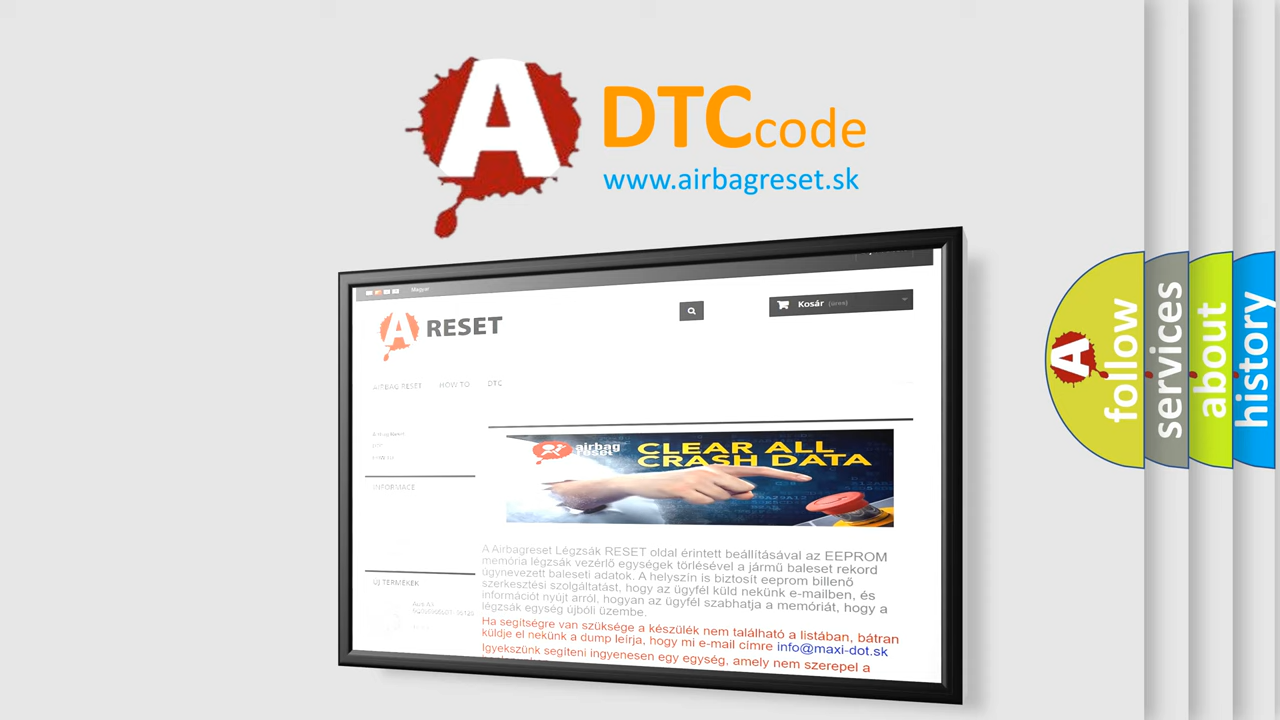 A DTCcode
www.airbagreset.sk
Magyar
A RESET
Kosár (üres)
AIRBAG RESET HOW TO DTC
INFORMACE
airbag
reset
CLEAR ALL
CRASH DATA
A Airbagreset Légzsák RESET oldal érintett beállításával az EEPROM
memória légzsák vezérlő egységek törlésével a jármű baleset rekord
úgynevezett baleseti adatok. A helyszín is biztosít eeprom billenő
szerkesztési szolgáltatást, hogy az ügyfél küld nekünk e-mailben, és
információt nyújt arról, hogyan az ügyfél szabhatja a memóriát, hogy a
légzsák egység újbóli üzembe.
Ha segítségre van szüksége a készülék nem található a listában, bátran
küldje el nekünk a dump leírja, hogy mi e-mail címre info@maxi-dot.sk
Igyekszünk segíteni ingyenesen egy egység, amely nem szerepel a
ÚJ TERMÉKEK
A
follow
services
about
history